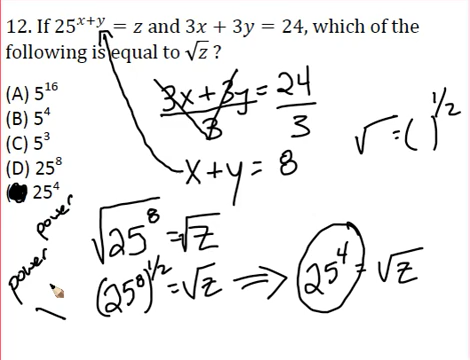 12. If 25^(x+y) = z and 3x + 3y = 24, which of the
following is equal to √z ?
(A) 5^16
(B) 5^4
(C) 5^3
(D) 25^8
25^4
3x + 3y = 24
3 3
√ = ( )^1/2
x + y = 8
power power
√25^8 = √z
(25^8)^1/2 = √z ⇒ 25^4 = √z